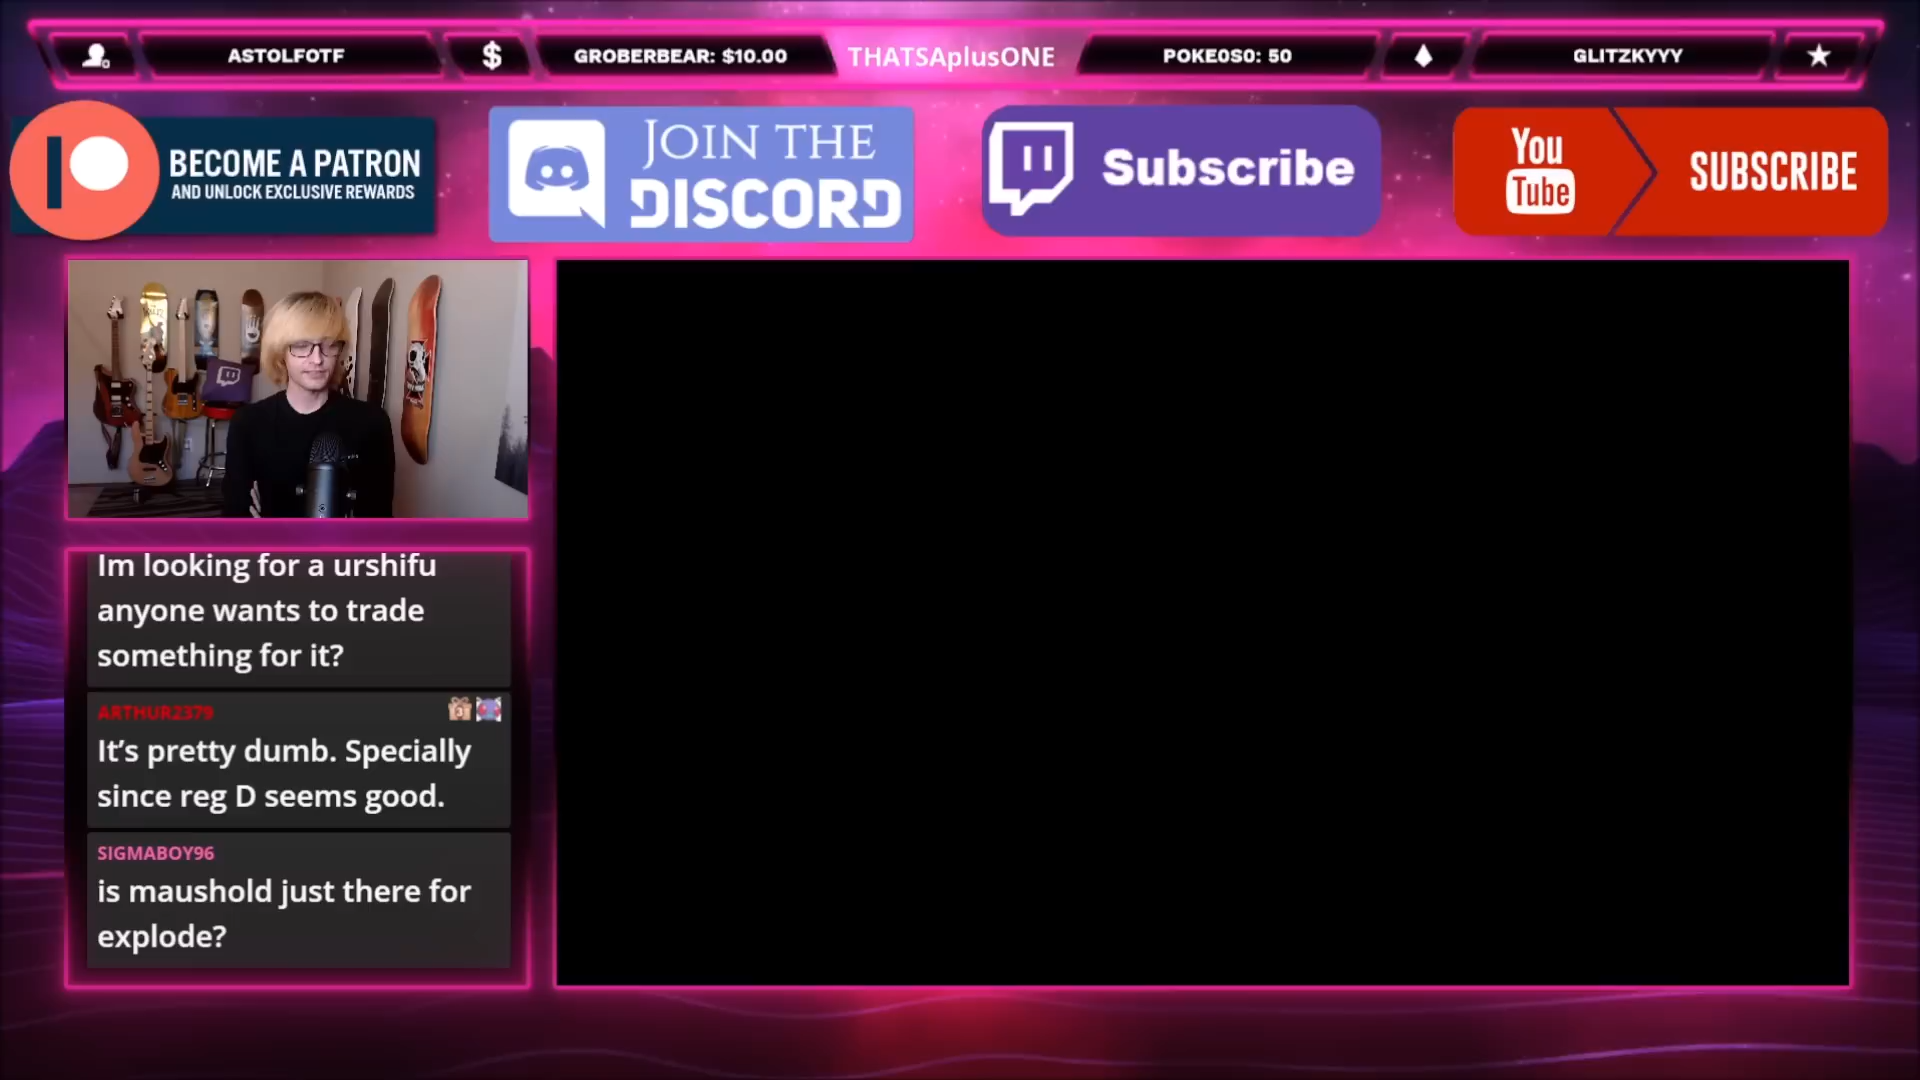 ASTOLFOTF
$
GROBERBEAR: $10.00
THATSAplusONE
POKE0S0: 50
GLITZKYYY
BECOME A PATRON
AND UNLOCK EXCLUSIVE REWARDS
JOIN THE
DISCORD
Subscribe
You
Tube
SUBSCRIBE
Im looking for a urshifu
anyone wants to trade
something for it?
ARTHUR2379
It’s pretty dumb. Specially
since reg D seems good.
SIGMABOY96
is maushold just there for
explode?